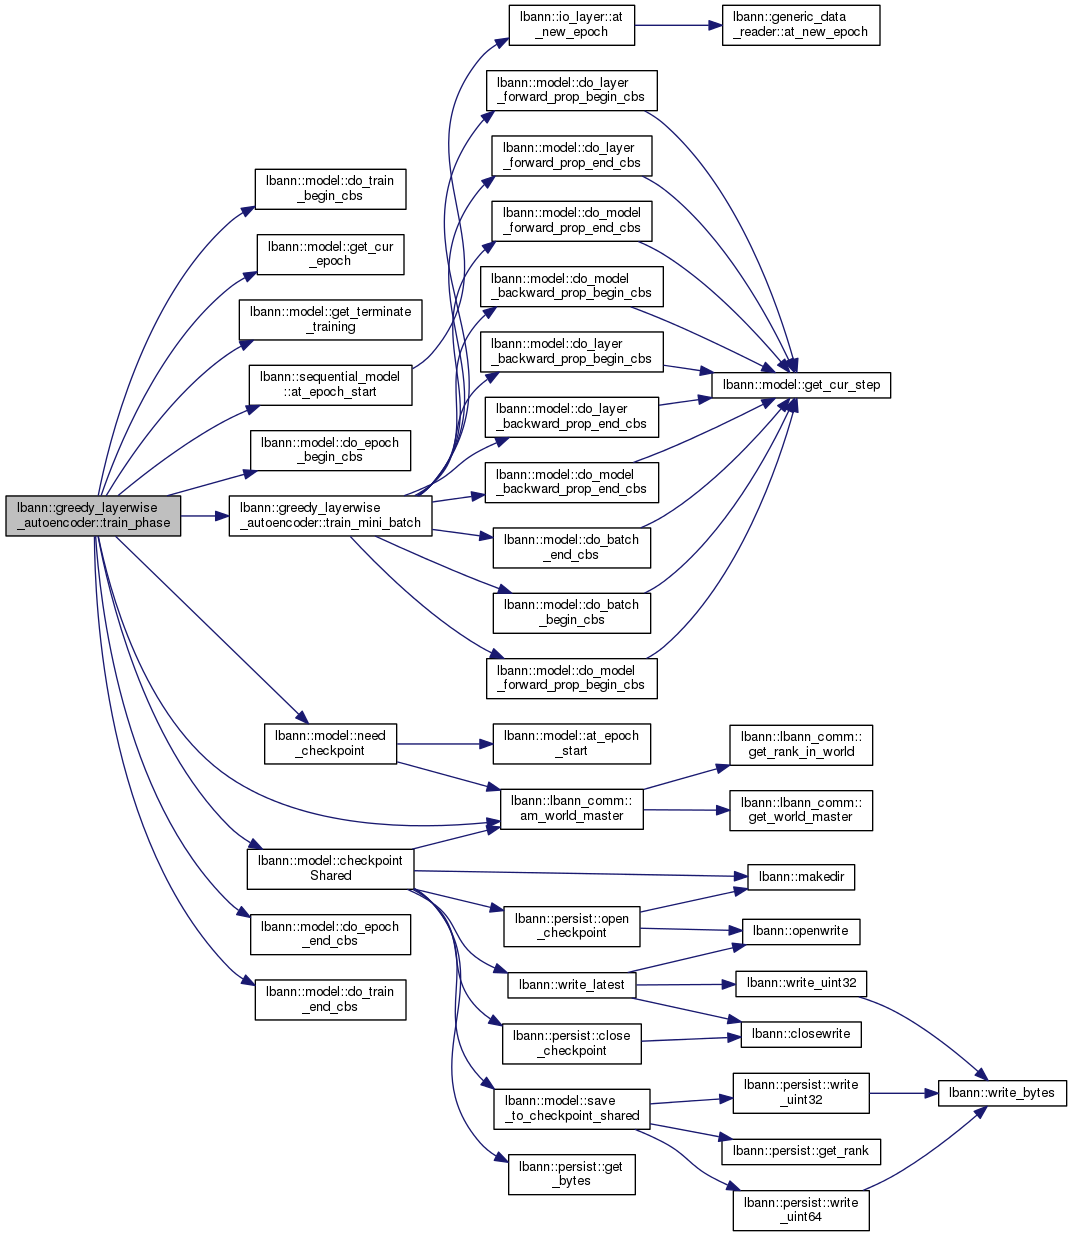 lbann::greedy_layerwise
_autoencoder::train_phase
lbann::model::do_train
_begin_cbs
lbann::model::get_cur
_epoch
lbann::model::get_terminate
_training
lbann::sequential_model
::at_epoch_start
lbann::model::do_epoch
_begin_cbs
lbann::greedy_layerwise
_autoencoder::train_mini_batch
lbann::model::need
_checkpoint
lbann::model::checkpoint
Shared
lbann::model::do_epoch
_end_cbs
lbann::model::do_train
_end_cbs
lbann::io_layer::at
_new_epoch
lbann::model::do_layer
_forward_prop_begin_cbs
lbann::model::do_layer
_forward_prop_end_cbs
lbann::model::do_model
_forward_prop_end_cbs
lbann::model::do_model
_backward_prop_begin_cbs
lbann::model::do_layer
_backward_prop_begin_cbs
lbann::model::do_layer
_backward_prop_end_cbs
lbann::model::do_model
_backward_prop_end_cbs
lbann::model::do_batch
_end_cbs
lbann::model::do_batch
_begin_cbs
lbann::model::do_model
_forward_prop_begin_cbs
lbann::model::at_epoch
_start
lbann::lbann_comm::
am_world_master
lbann::persist::open
_checkpoint
lbann::write_latest
lbann::persist::close
_checkpoint
lbann::model::save
_to_checkpoint_shared
lbann::persist::get
_bytes
lbann::generic_data
_reader::at_new_epoch
lbann::model::get_cur_step
lbann::lbann_comm::
get_rank_in_world
lbann::lbann_comm::
get_world_master
lbann::makedir
lbann::openwrite
lbann::write_uint32
lbann::closewrite
lbann::persist::write
_uint32
lbann::persist::get_rank
lbann::persist::write
_uint64
lbann::write_bytes